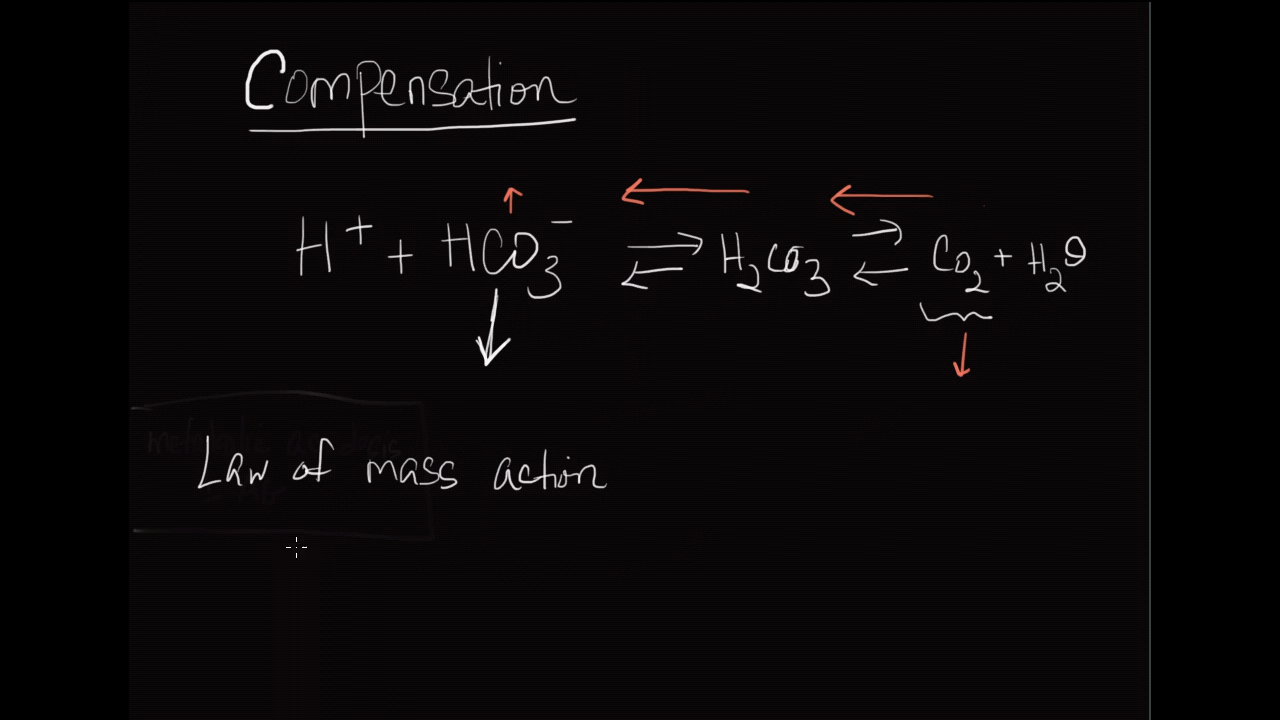 Compensation
H⁺ + HCO₃⁻ ⇌ H₂CO₃ ⇌ CO₂ + H₂O
Law of mass action